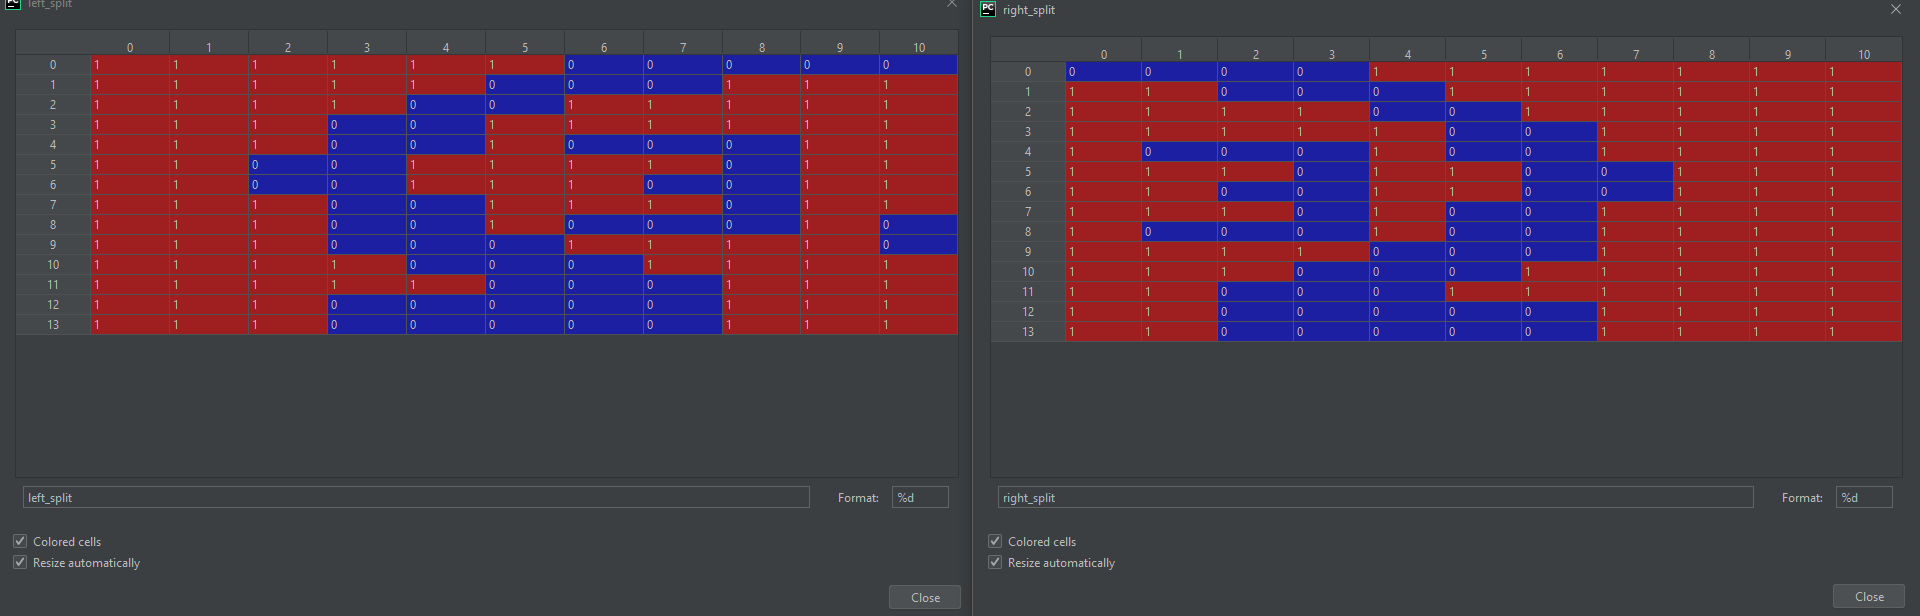 left_split
0 1 2 3 4 5 6 7 8 9 10
0 1 1 1 1 1 1 0 0 0 0 0
1 1 1 1 1 1 0 0 0 1 1 1
2 1 1 1 1 0 0 1 1 1 1 1
3 1 1 1 0 0 1 1 1 1 1 1
4 1 1 1 0 0 1 0 0 0 1 1
5 1 1 0 0 1 1 1 1 0 1 1
6 1 1 0 0 1 1 1 0 0 1 1
7 1 1 1 0 0 1 1 1 0 1 1
8 1 1 1 0 0 1 0 0 0 1 0
9 1 1 1 0 0 0 1 1 1 1 0
10 1 1 1 1 0 0 0 1 1 1 1
11 1 1 1 1 1 0 0 0 1 1 1
12 1 1 1 0 0 0 0 0 1 1 1
13 1 1 1 0 0 0 0 0 1 1 1
left_split Format: %d
Colored cells
Resize automatically
Close
PC right_split
0 1 2 3 4 5 6 7 8 9 10
0 0 0 0 0 1 1 1 1 1 1 1
1 1 1 0 0 0 1 1 1 1 1 1
2 1 1 1 1 0 0 1 1 1 1 1
3 1 1 1 1 1 0 0 1 1 1 1
4 1 0 0 0 1 0 0 1 1 1 1
5 1 1 1 0 1 1 0 0 1 1 1
6 1 1 0 0 1 1 0 0 1 1 1
7 1 1 1 0 1 0 0 1 1 1 1
8 1 0 0 0 1 0 0 1 1 1 1
9 1 1 1 1 0 0 0 1 1 1 1
10 1 1 1 0 0 0 1 1 1 1 1
11 1 1 0 0 0 1 1 1 1 1 1
12 1 1 0 0 0 0 0 1 1 1 1
13 1 1 0 0 0 0 0 1 1 1 1
right_split Format: %d
Colored cells
Resize automatically
Close